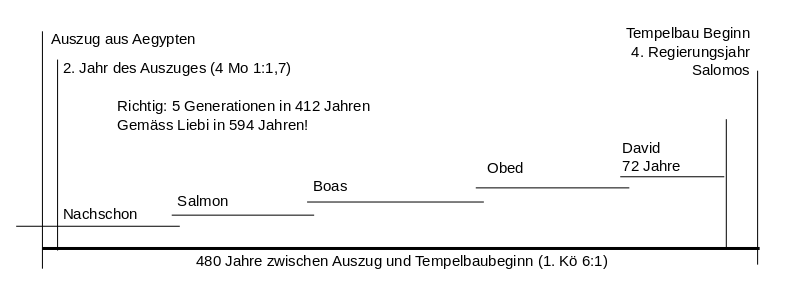 Auszug aus Aegypten
Tempelbau Beginn
4. Regierungsjahr
Salomos
2. Jahr des Auszuges (4 Mo 1:1,7)
Richtig: 5 Generationen in 412 Jahren
Gemäss Liebi in 594 Jahren!
David
72 Jahre
Obed
Boas
Salmon
Nachschon
480 Jahre zwischen Auszug und Tempelbaubeginn (1. Kö 6:1)